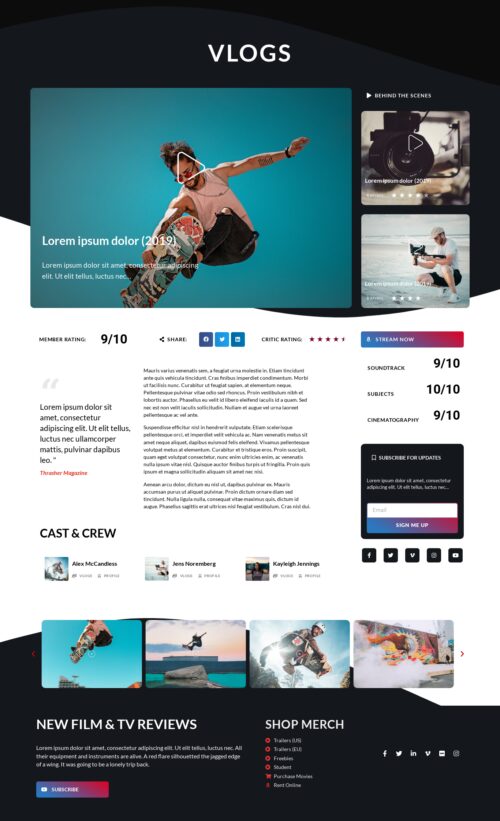 VLOGS
BEHIND THE SCENES
Lorem ipsum dolor (2019)
Lorem ipsum dolor sit amet, consectetur adipiscing
elit. Ut elit tellus, luctus nec...
Lorem ipsum dolor (2019)
Lorem ipsum dolor (2019)
MEMBER RATING:
9/10
SHARE:
CRITIC RATING:
STREAM NOW
SOUNDTRACK
9/10
SUBJECTS
10/10
CINEMATOGRAPHY
9/10
“
Lorem ipsum dolor sit
amet, consectetur
adipiscing elit. Ut elit tellus,
luctus nec ullamcorper
mattis, pulvinar dapibus
leo. "
Thrasher Magazine
Mauris varius venenatis sem, a feugiat urna molestie in. Etiam tincidunt
ante quis vehicula tincidunt. Cras finibus imperdiet condimentum. Morbi
ut facilisis nunc. Curabitur ut feugiat sapien, at elementum neque.
Pellentesque pulvinar vitae odio eu rhoncus. Proin mattis pretium nibh et
lobortis auctor. Phasellus eu velit id libero eleifend iaculis id a quam. Sed
nec est non velit iaculis sollicitudin. Nullam et augue vel urna laoreet
pellentesque ac vel ante.
Suspendisse efficitur nisl in hendrerit vulputate. Etiam scelerisque
pellentesque orci, et imperdiet velit vehicula ac. Nam venenatis metus sit
amet neque aliquet, dapibus euismod felis eleifend. Vivamus pellentesque
volutpat metus at elementum. Curabitur et tristique eros. Proin suscipit,
quam eget volutpat consectetur, nunc enim ultricies enim, ac venenatis
nulla ipsum vitae nisl. Quisque auctor finibus turpis ut fringilla. Proin quis
ipsum et magna sollicitudin aliquam sit amet nec nisi.
Aenean arcu dolor, dictum eu nisl ut, dapibus pulvinar ex. Mauris
accumsan purus ut aliquet pulvinar. Proin dictum ornare diam sed
tincidunt. Nulla ligula nulla, consequat vitae maximus quis, dictum id
augue. Phasellus sagittis erat ultrices nisl feugiat vestibulum. Cras nisl dui.
SUBSCRIBE FOR UPDATES
Lorem ipsum dolor sit amet, consectetur
adipiscing elit. Ut elit tellus, luctus nec...
Email
SIGN ME UP
CAST & CREW
Alex McCandless
VLOGS PROFILE
Jens Noremberg
VLOGS PROFILE
Kayleigh Jennings
VLOGS PROFILE
NEW FILM & TV REVIEWS
Lorem ipsum dolor sit amet, consectetur adipiscing tellus luctus nec. All
their equipment and instruments are alive. A red flare silhouetted the jagged edge
of a wing. It was going to be a lonely trip back.
SUBSCRIBE
SHOP MERCH
Trailers (US)
Trailers (EU)
Freebies
Student
Purchase Movies
Rent Online